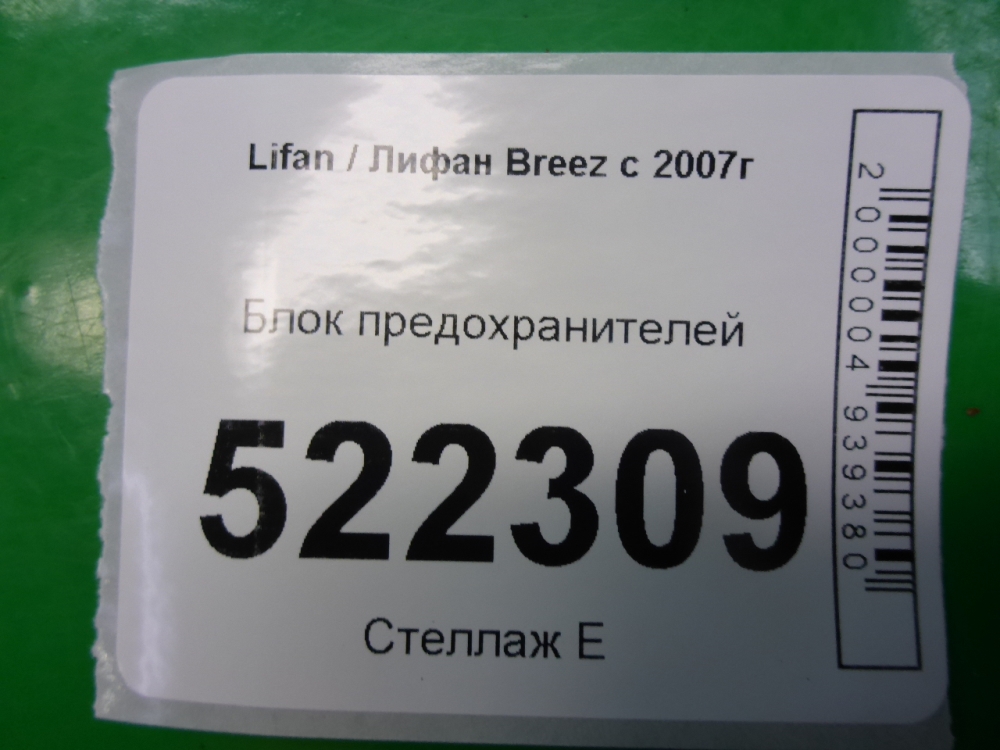 Lifan / Лифан Breez с 2007г
Блок предохранителей
522309
Стеллаж Е
2000004939380